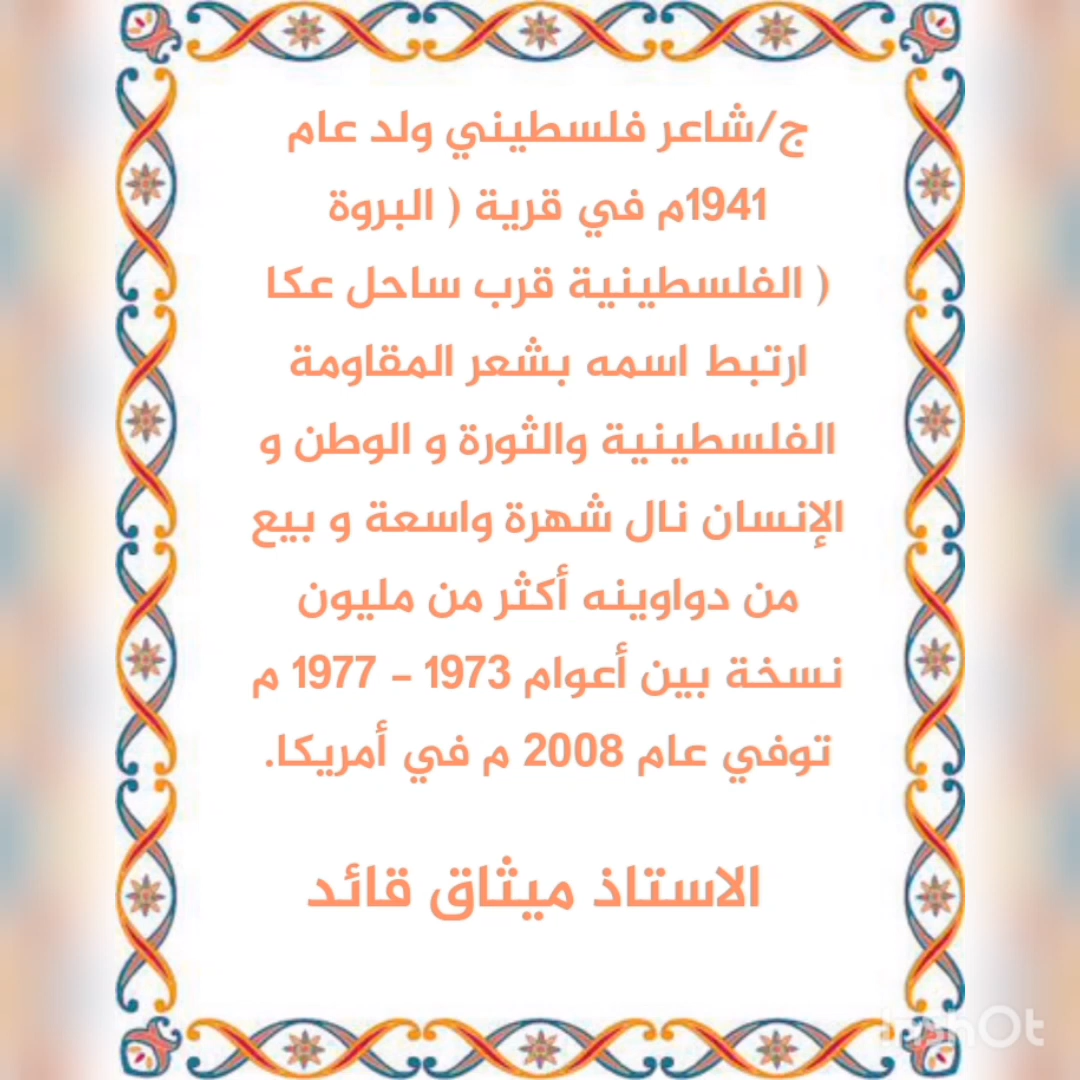 ج/شاعر فلسطيني ولد عام
1941م في قرية ( البروة
( الفلسطينية قرب ساحل عكا
ارتبط اسمه بشعر المقاومة
الفلسطينية والثورة و الوطن و
الإنسان نال شهرة واسعة و بيع
من دواوينه أكثر من مليون
نسخة بين أعوام 1973 - 1977 م
توفي عام 2008 م في أمريكا.
الاستاذ ميثاق قائد
InShOt